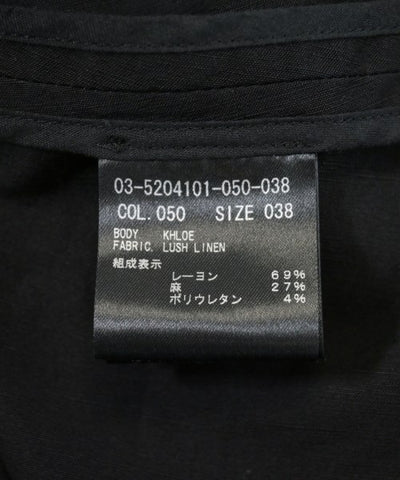 03-5204101-050-038
COL. 050 SIZE 038
BODY KHLOE
FABRIC. LUSH LINEN
組成表示
レーヨン 69%
麻 27%
ポリウレタン 4%